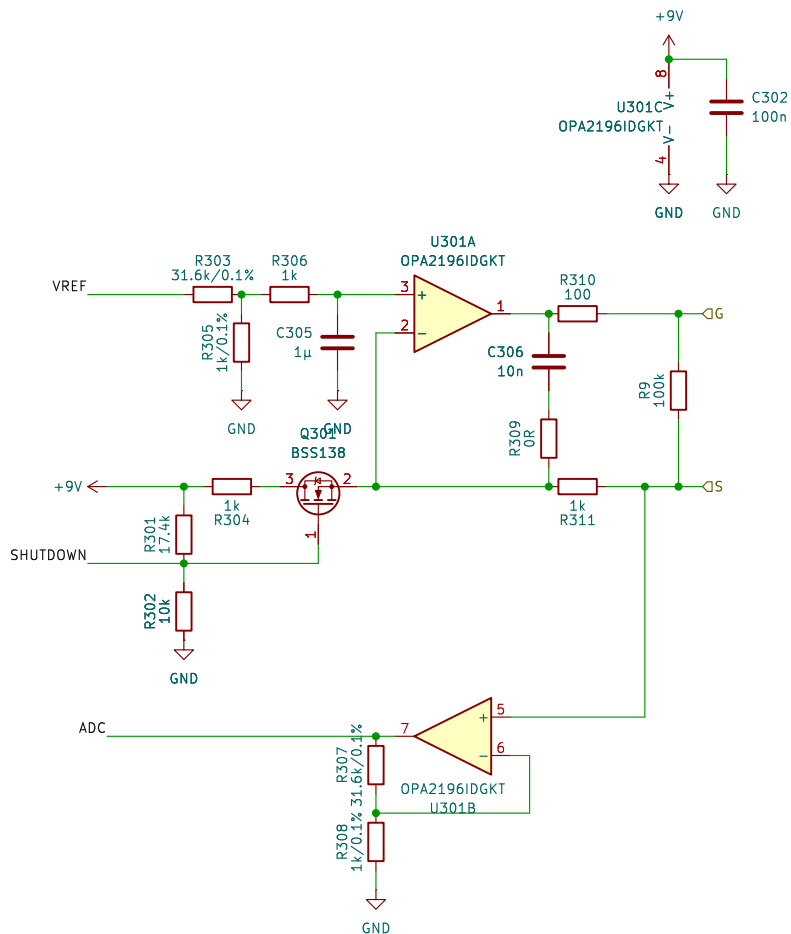 +9V
8
V+
U301C
OPA2196IDGKT
V-
4
C302
100n
GND
GND
U301A
OPA2196IDGKT
VREF
R303
31.6k/0.1%
R306
1k
R305
1k/0.1%
C305
1µ
GND
GND
3
+
2
-
1
R310
100
G
C306
10n
R309
0R
R9
100k
Q301
BSS138
+9V
1k
R304
3
2
1
1k
R311
S
R301
17.4k
SHUTDOWN
R302
10k
GND
ADC
7
5
+
6
-
OPA2196IDGKT
U301B
R307
31.6k/0.1%
R308
1k/0.1%
GND